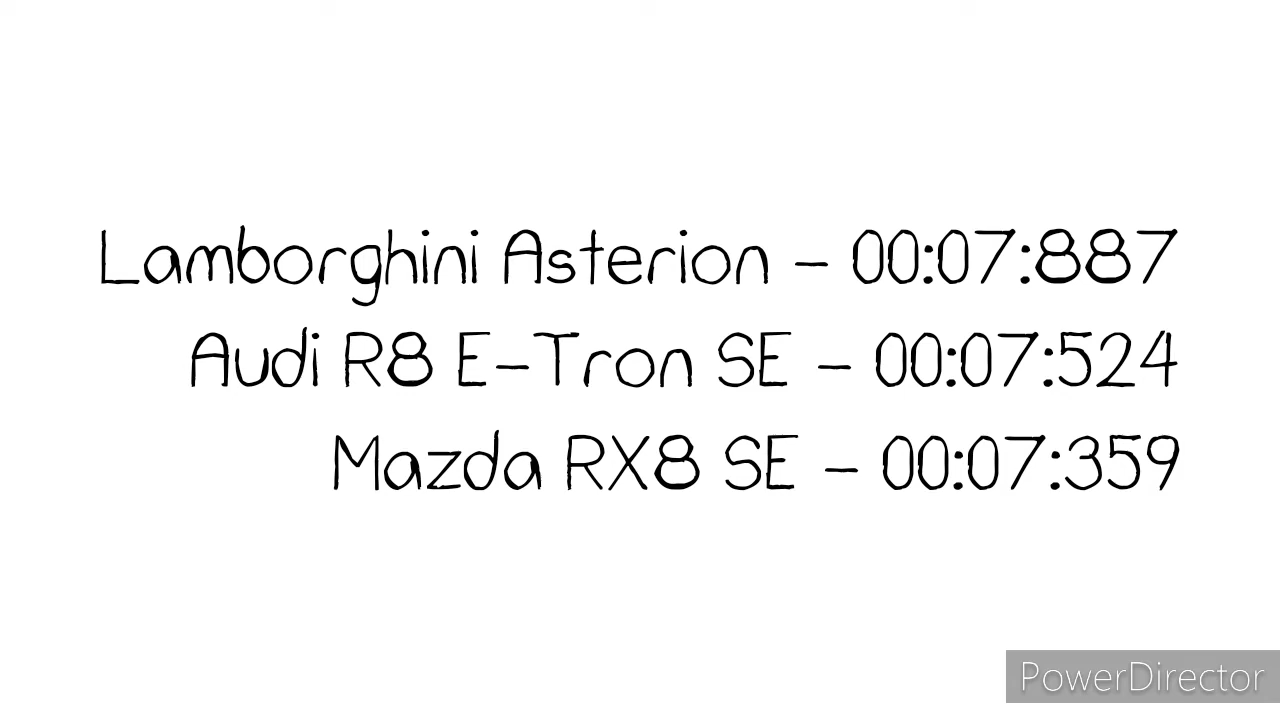 Lamborghini Asterion - 00:07:887
Audi R8 E-Tron SE - 00:07:524
Mazda RX8 SE - 00:07:359
PowerDirector